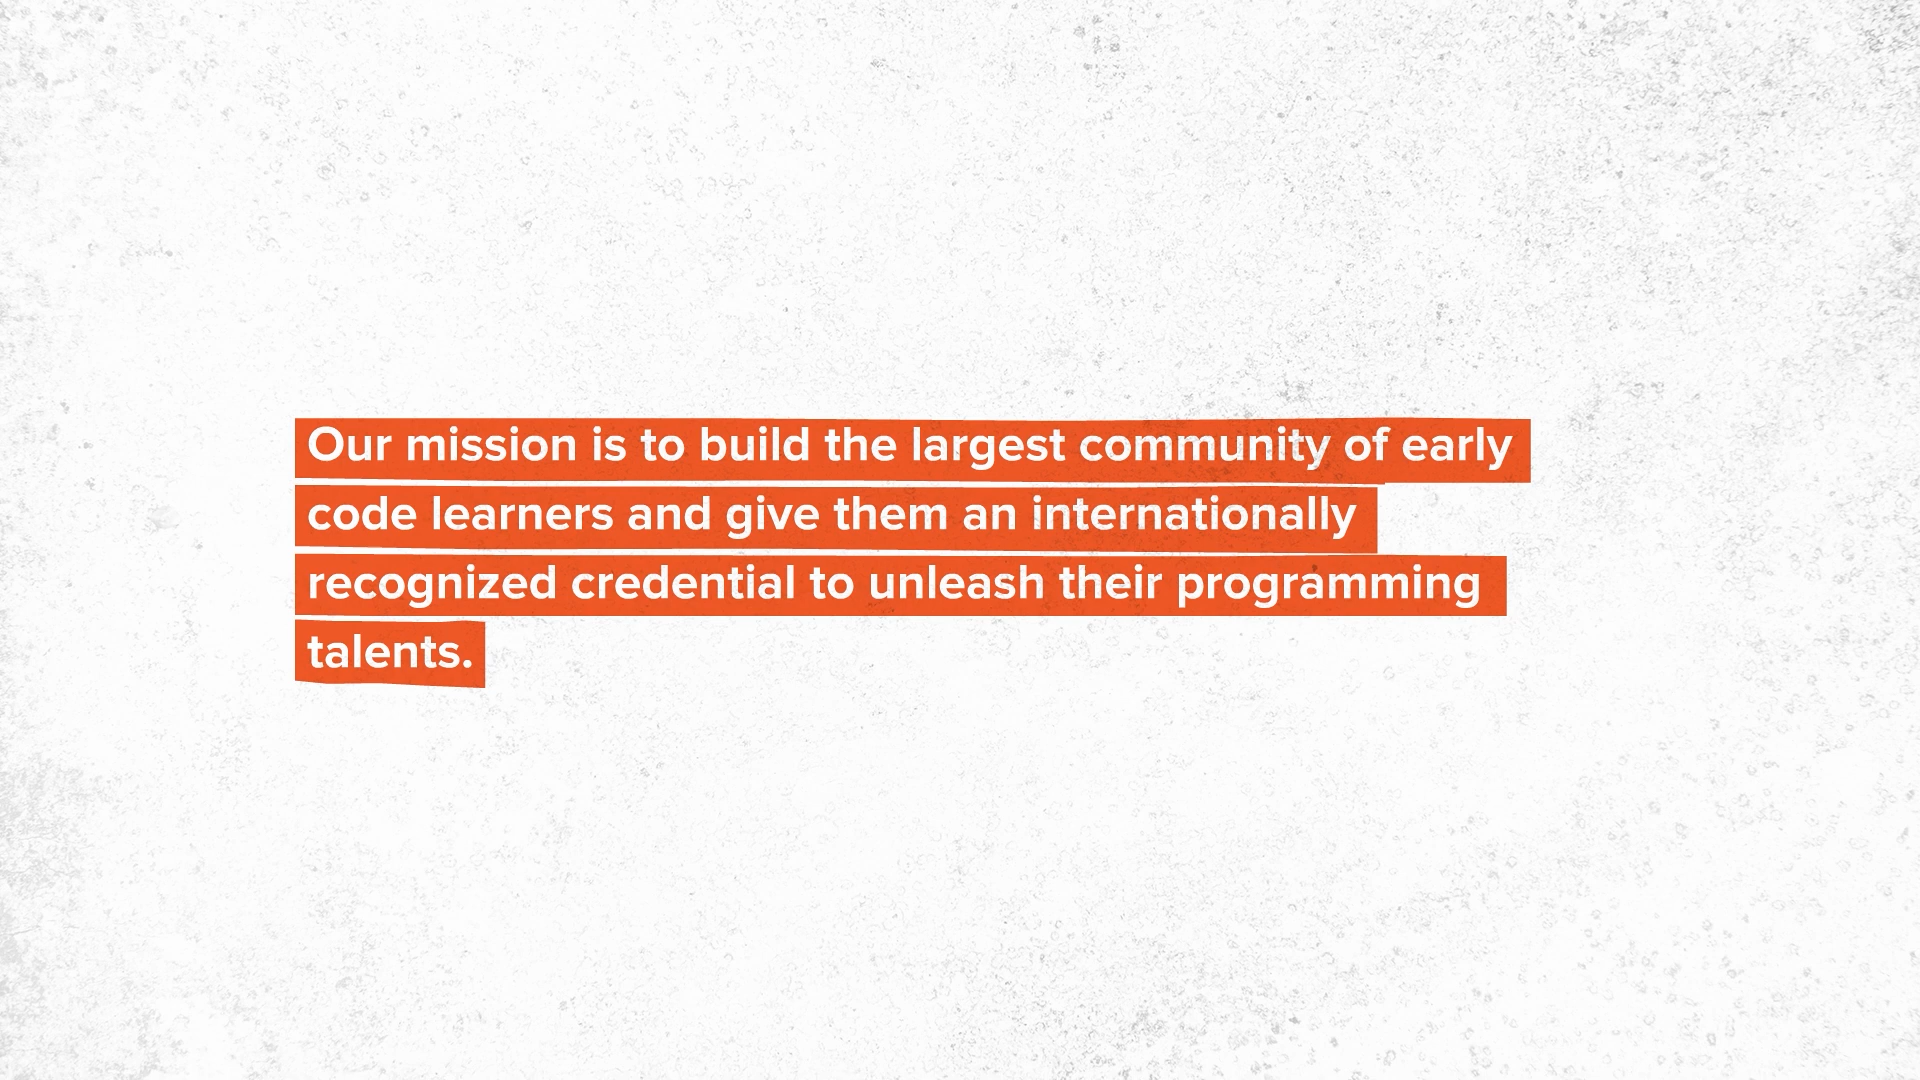 Our mission is to build the largest community of early
code learners and give them an internationally
recognized credential to unleash their programming
talents.